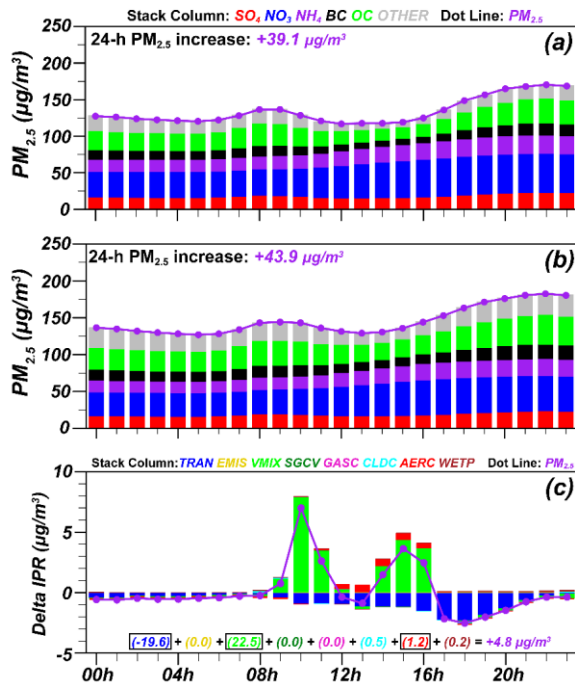 Stack Column: SO4 NO3 NH4 BC OC OTHER Dot Line: PM2.5
250
200
150
100
50
0
PM2.5 (μg/m³)
24-h PM2.5 increase: +39.1 μg/m³
(a)
250
200
150
100
50
0
PM2.5 (μg/m³)
24-h PM2.5 increase: +43.9 μg/m³
(b)
Stack Column:TRAN EMIS VMIX SGCV GASC CLDC AERC WETP Dot Line: PM2.5
10
5
0
-5
Delta IPR (μg/m³)
(c)
(-19.6) + (0.0) + (22.5) + (0.0) + (0.0) + (0.5) + (1.2) + (0.2) = +4.8 μg/m³
00h 04h 08h 12h 16h 20h